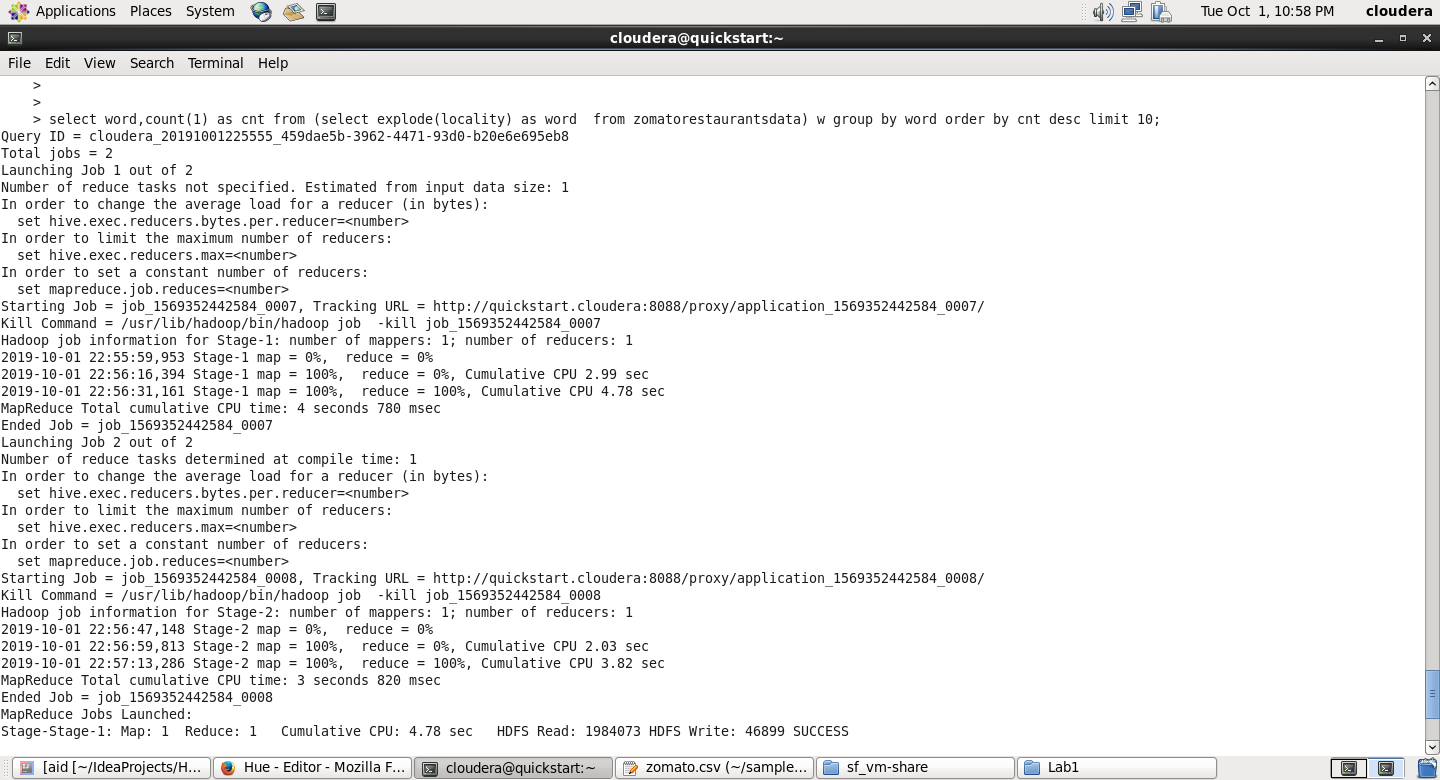 Applications Places System Tue Oct 1, 10:58 PM cloudera
cloudera@quickstart:~
File Edit View Search Terminal Help
    >
    >
    > select word,count(1) as cnt from (select explode(locality) as word  from zomatorestaurantsdata) w group by word order by cnt desc limit 10;
Query ID = cloudera_20191001225555_459dae5b-3962-4471-93d0-b20e6e695eb8
Total jobs = 2
Launching Job 1 out of 2
Number of reduce tasks not specified. Estimated from input data size: 1
In order to change the average load for a reducer (in bytes):
  set hive.exec.reducers.bytes.per.reducer=<number>
In order to limit the maximum number of reducers:
  set hive.exec.reducers.max=<number>
In order to set a constant number of reducers:
  set mapreduce.job.reduces=<number>
Starting Job = job_1569352442584_0007, Tracking URL = http://quickstart.cloudera:8088/proxy/application_1569352442584_0007/
Kill Command = /usr/lib/hadoop/bin/hadoop job  -kill job_1569352442584_0007
Hadoop job information for Stage-1: number of mappers: 1; number of reducers: 1
2019-10-01 22:55:59,953 Stage-1 map = 0%,  reduce = 0%
2019-10-01 22:56:16,394 Stage-1 map = 100%,  reduce = 0%, Cumulative CPU 2.99 sec
2019-10-01 22:56:31,161 Stage-1 map = 100%,  reduce = 100%, Cumulative CPU 4.78 sec
MapReduce Total cumulative CPU time: 4 seconds 780 msec
Ended Job = job_1569352442584_0007
Launching Job 2 out of 2
Number of reduce tasks determined at compile time: 1
In order to change the average load for a reducer (in bytes):
  set hive.exec.reducers.bytes.per.reducer=<number>
In order to limit the maximum number of reducers:
  set hive.exec.reducers.max=<number>
In order to set a constant number of reducers:
  set mapreduce.job.reduces=<number>
Starting Job = job_1569352442584_0008, Tracking URL = http://quickstart.cloudera:8088/proxy/application_1569352442584_0008/
Kill Command = /usr/lib/hadoop/bin/hadoop job  -kill job_1569352442584_0008
Hadoop job information for Stage-2: number of mappers: 1; number of reducers: 1
2019-10-01 22:56:47,148 Stage-2 map = 0%,  reduce = 0%
2019-10-01 22:56:59,813 Stage-2 map = 100%,  reduce = 0%, Cumulative CPU 2.03 sec
2019-10-01 22:57:13,286 Stage-2 map = 100%,  reduce = 100%, Cumulative CPU 3.82 sec
MapReduce Total cumulative CPU time: 3 seconds 820 msec
Ended Job = job_1569352442584_0008
MapReduce Jobs Launched:
Stage-Stage-1: Map: 1  Reduce: 1   Cumulative CPU: 4.78 sec   HDFS Read: 1984073 HDFS Write: 46899 SUCCESS
[aid [~/IdeaProjects/H... Hue - Editor - Mozilla F... cloudera@quickstart:~ zomato.csv (~/sample... sf_vm-share Lab1